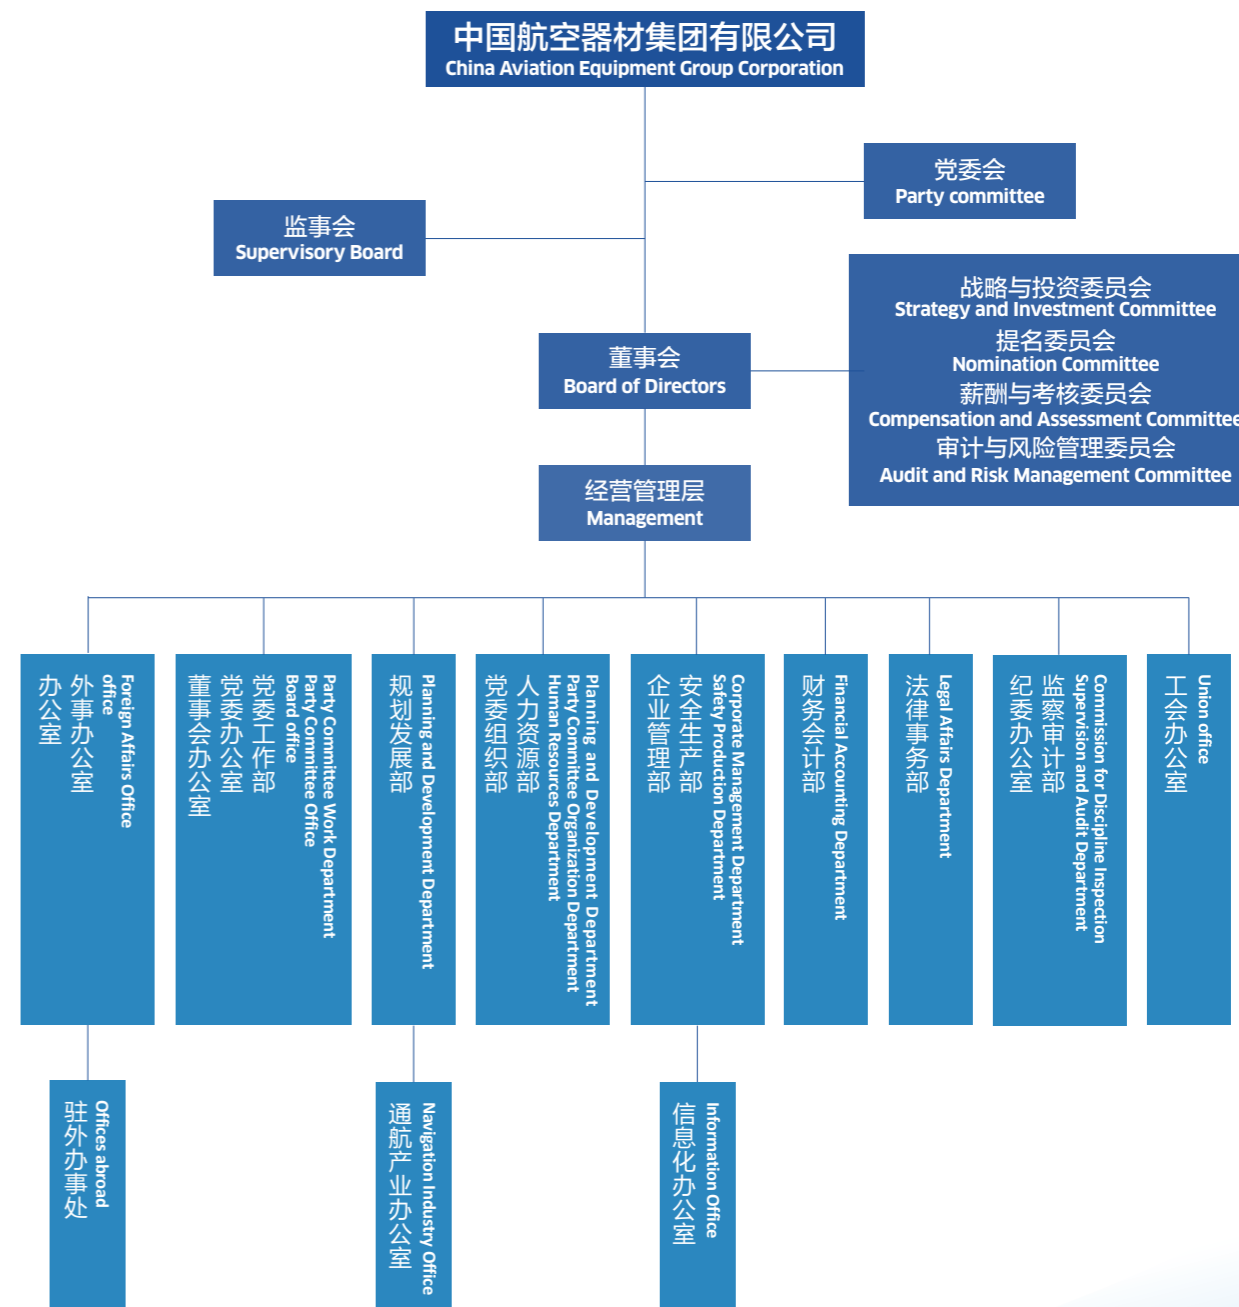 中国航空器材集团有限公司
China Aviation Equipment Group Corporation
党委会
Party committee
监事会
Supervisory Board
战略与投资委员会
Strategy and Investment Committee
提名委员会
Nomination Committee
薪酬与考核委员会
Compensation and Assessment Committee
审计与风险管理委员会
Audit and Risk Management Committee
董事会
Board of Directors
经营管理层
Management
办公室
外事办公室
office
Foreign Affairs Office
董事会办公室
党委办公室
党委工作部
Board office
Party Committee Office
Party Committee Work Department
规划发展部
Planning and Development Department
党委组织部
人力资源部
Human Resources Department
Party Committee Organization Department
Planning and Development Department
企业管理部
安全生产部
Safety Production Department
Corporate Management Department
财务会计部
Financial Accounting Department
法律事务部
Legal Affairs Department
纪委办公室
监察审计部
Supervision and Audit Department
Commission for Discipline Inspection
工会办公室
Union office
驻外办事处
Offices abroad
通航产业办公室
Navigation Industry Office
信息化办公室
Information Office